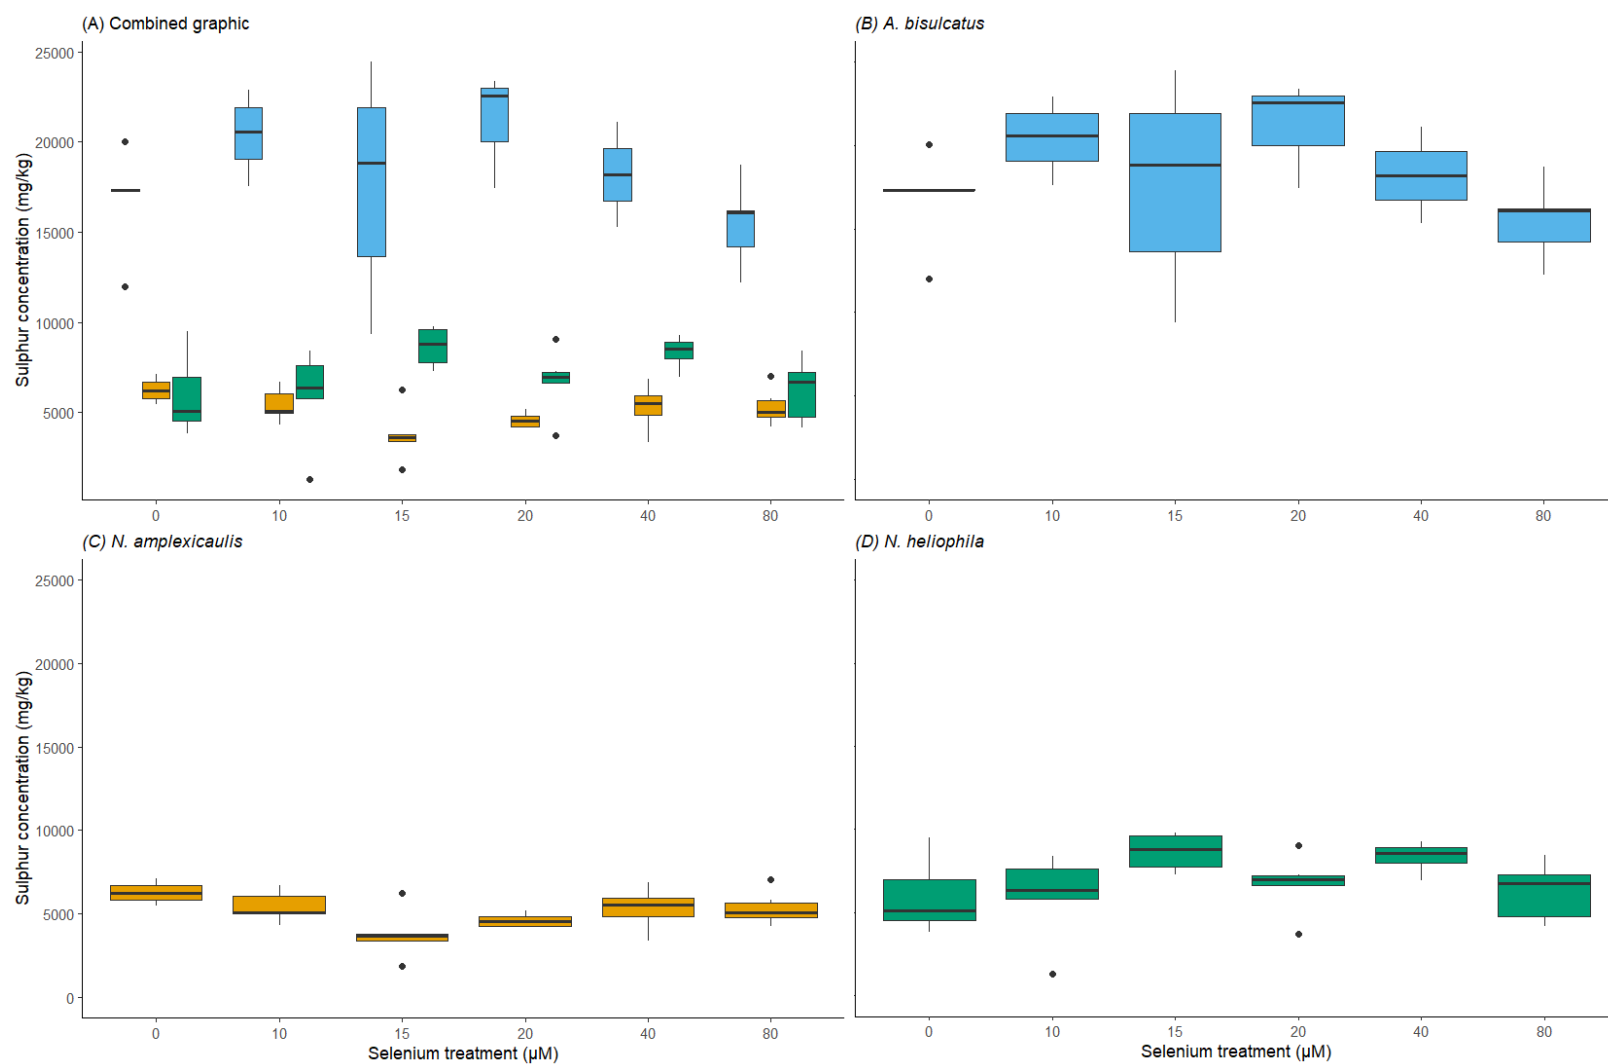 (A) Combined graphic
(B) A. bisulcatus
Sulphur concentration (mg/kg)
25000
20000
15000
10000
5000
0 10 15 20 40 80
0 10 15 20 40 80
(C) N. amplexicaulis
(D) N. heliophila
Sulphur concentration (mg/kg)
25000
20000
15000
10000
5000
0
0 10 15 20 40 80
0 10 15 20 40 80
Selenium treatment (µM)
Selenium treatment (µM)